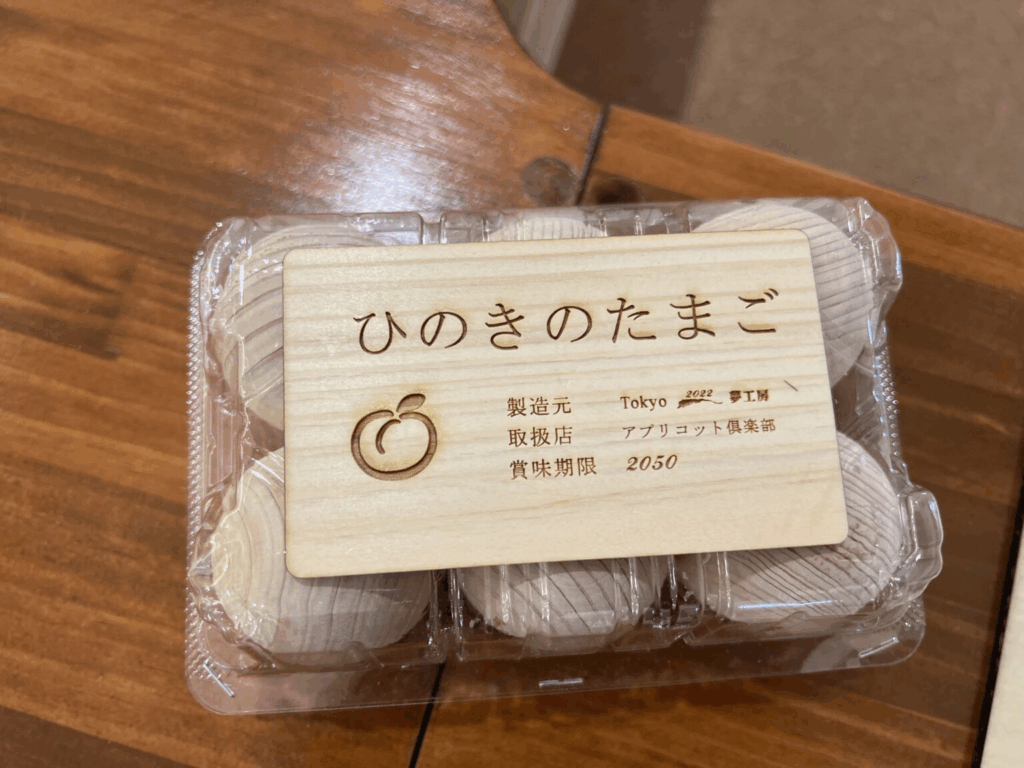 ひのきのたまご
製造元 Tokyo 2022 夢工房
取扱店 アプリコット倶楽部
賞味期限 2050